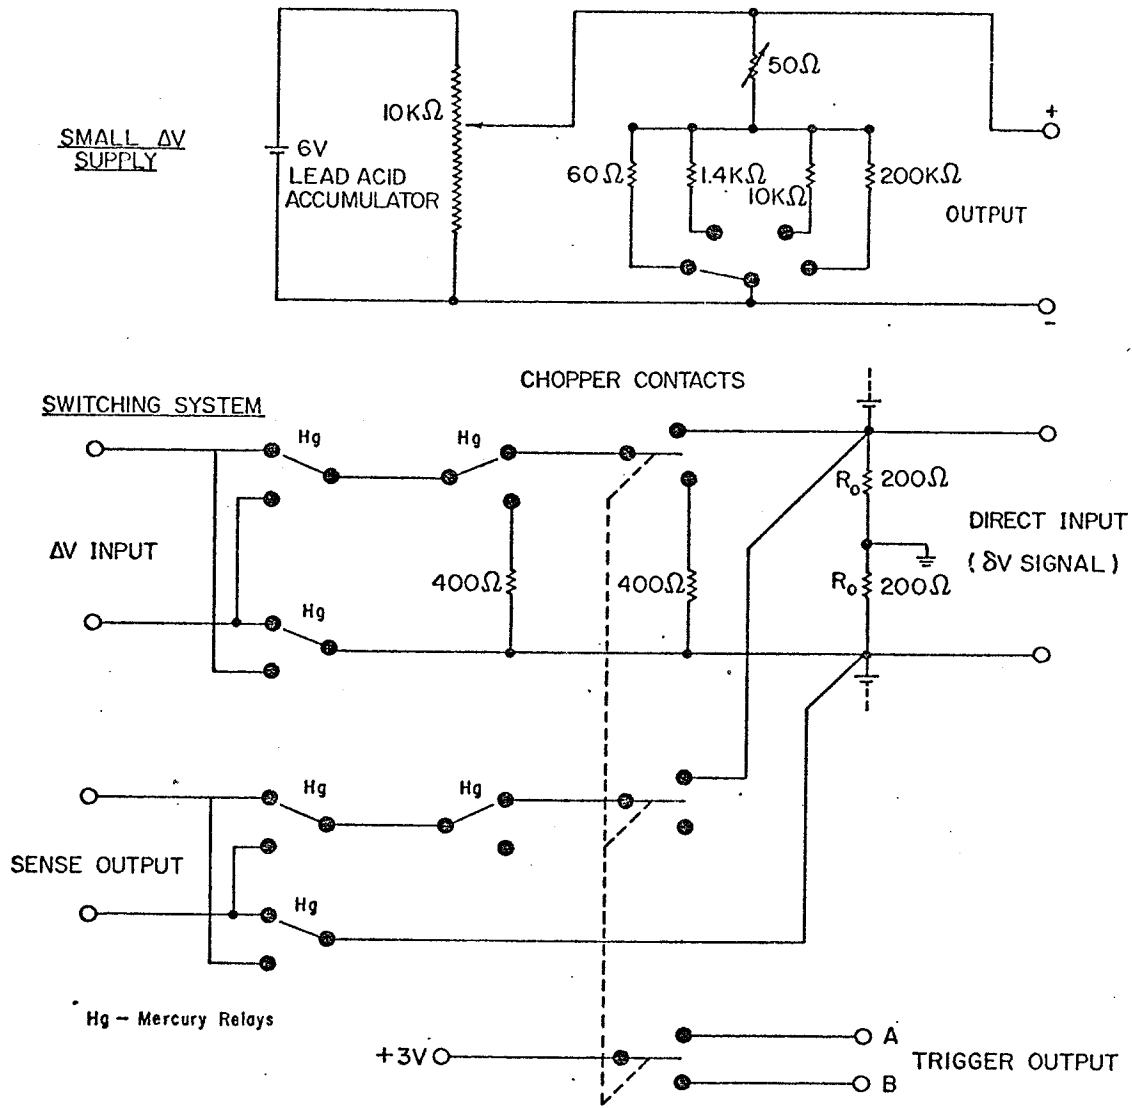 SMALL ΔV
SUPPLY
6V
LEAD ACID
ACCUMULATOR
10KΩ
50Ω
60Ω
1.4KΩ
10KΩ
200KΩ
+
OUTPUT
-
CHOPPER CONTACTS
SWITCHING SYSTEM
Hg
Hg
ΔV INPUT
Hg
400Ω
400Ω
R₀ 200Ω
R₀ 200Ω
DIRECT INPUT
( δV SIGNAL )
Hg
Hg
SENSE OUTPUT
Hg
Hg – Mercury Relays
+3V
A
B
TRIGGER OUTPUT